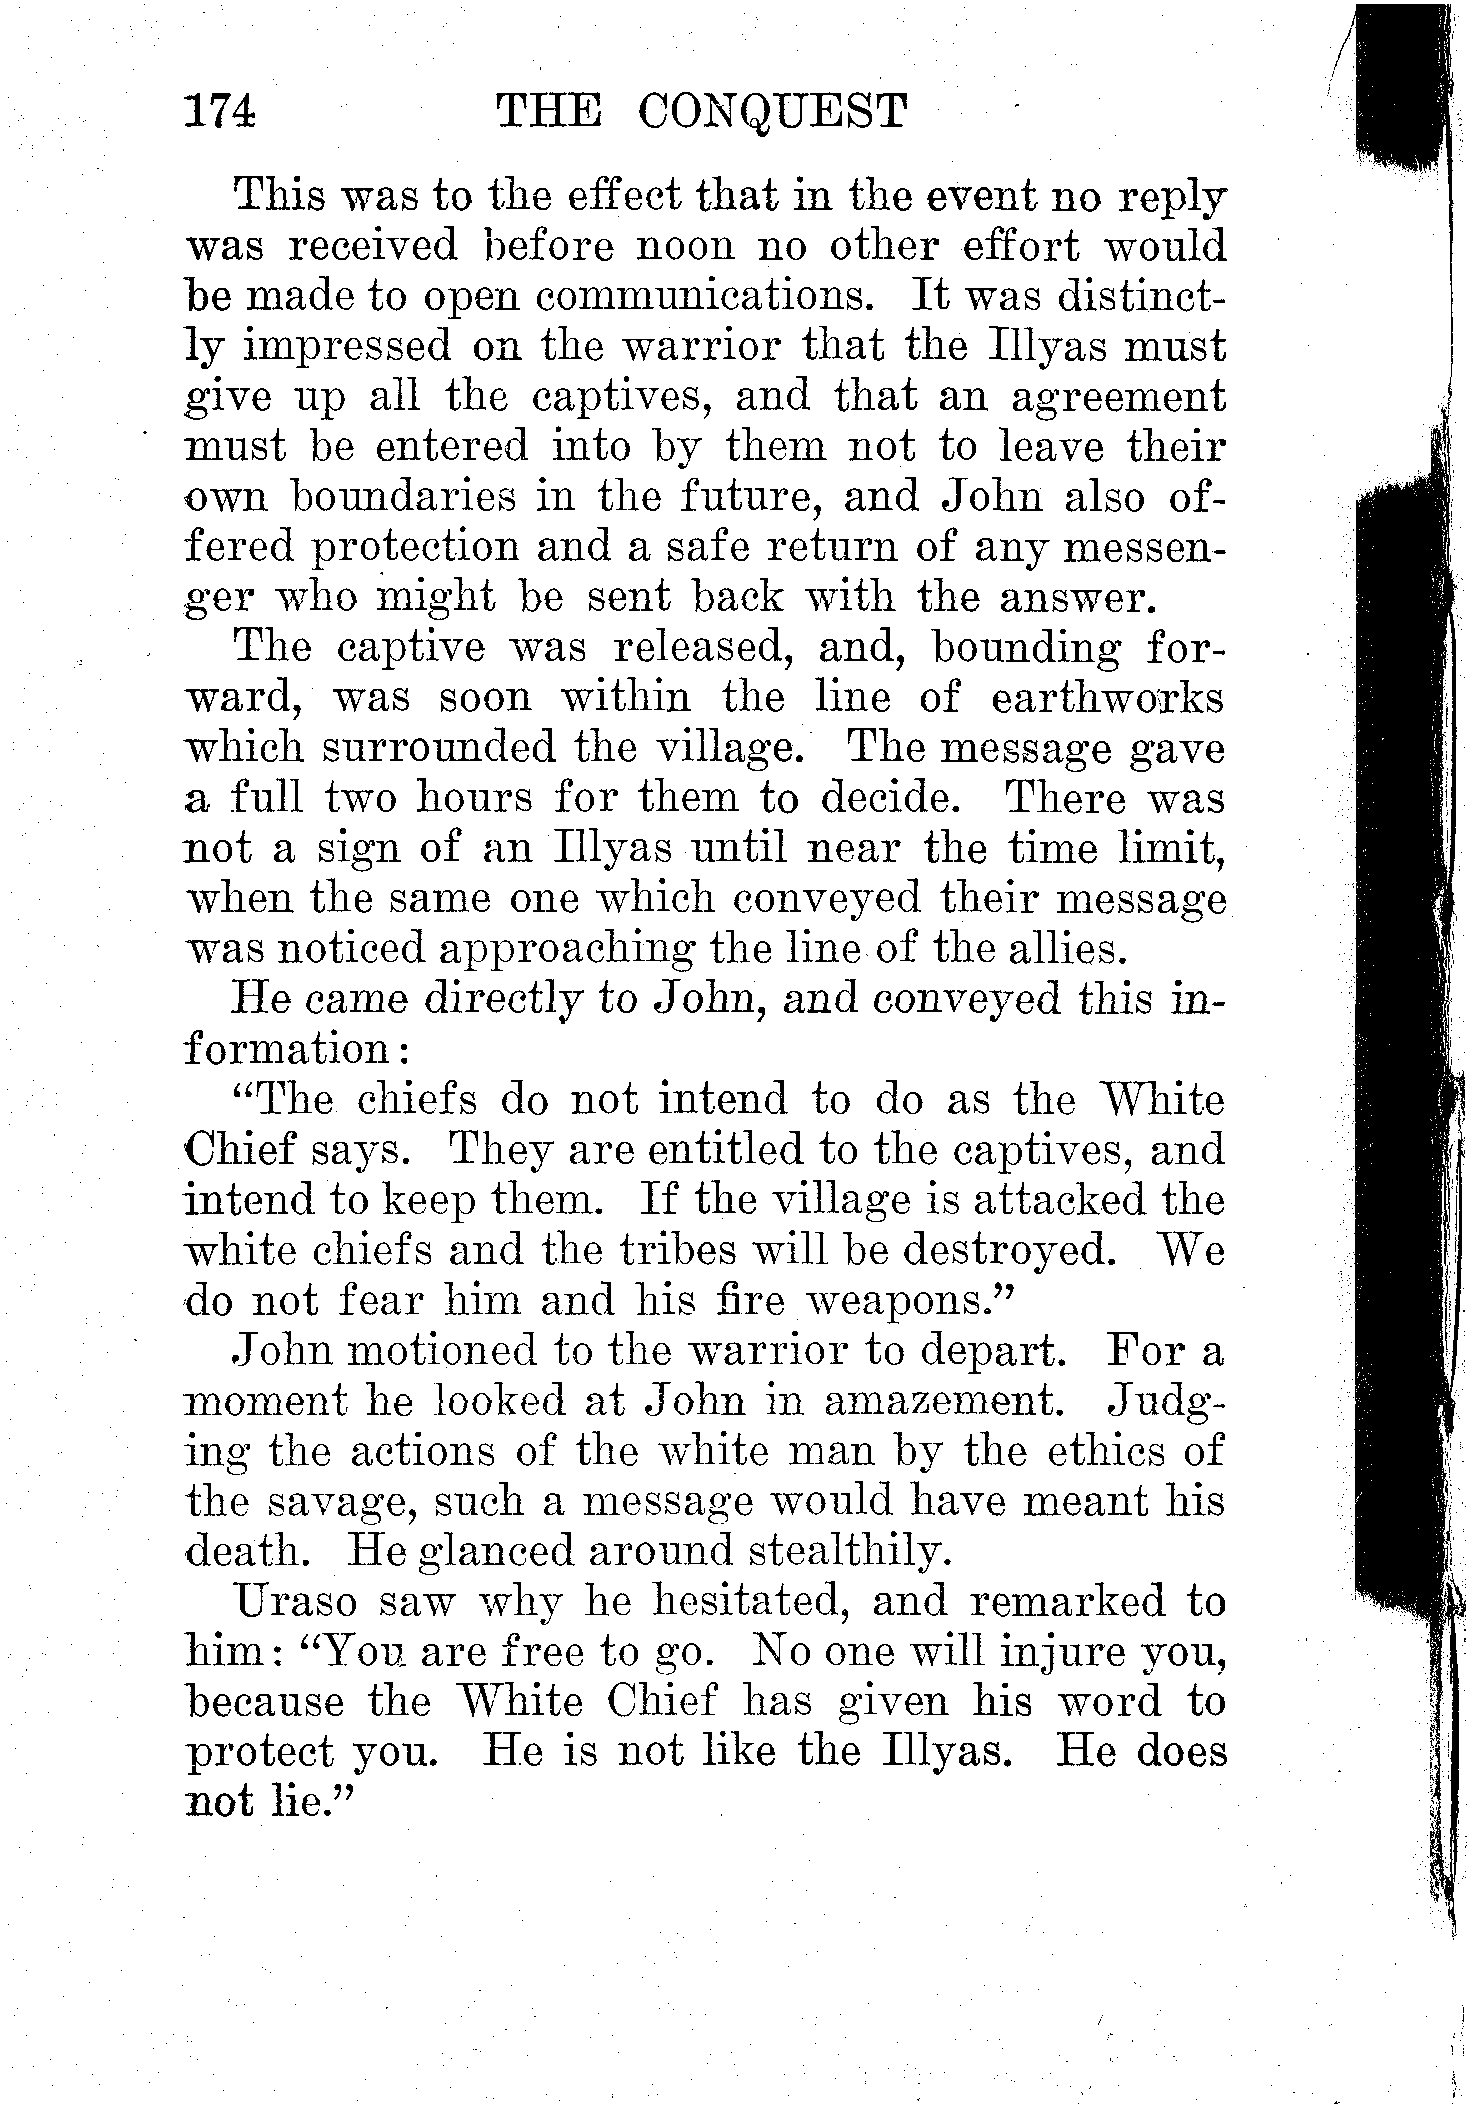 174 THE CONQUEST
This was to the effect that in the event no reply
was received before noon no other effort would
be made to open communications. It was distinct-
ly impressed on the warrior that the Illyas must
give up all the captives, and that an agreement
must be entered into by them not to leave their
own boundaries in the future, and John also of-
fered protection and a safe return of any messen-
ger who might be sent back with the answer.
The captive was released, and, bounding for-
ward, was soon within the line of earthworks
which surrounded the village. The message gave
a full two hours for them to decide. There was
not a sign of an Illyas until near the time limit,
when the same one which conveyed their message
was noticed approaching the line of the allies.
He came directly to John, and conveyed this in-
formation:
"The chiefs do not intend to do as the White
Chief says. They are entitled to the captives, and
intend to keep them. If the village is attacked the
white chiefs and the tribes will be destroyed. We
do not fear him and his fire weapons."
John motioned to the warrior to depart. For a
moment he looked at John in amazement. Judg-
ing the actions of the white man by the ethics of
the savage, such a message would have meant his
death. He glanced around stealthily.
Uraso saw why he hesitated, and remarked to
him: "You are free to go. No one will injure you,
because the White Chief has given his word to
protect you. He is not like the Illyas. He does
not lie."